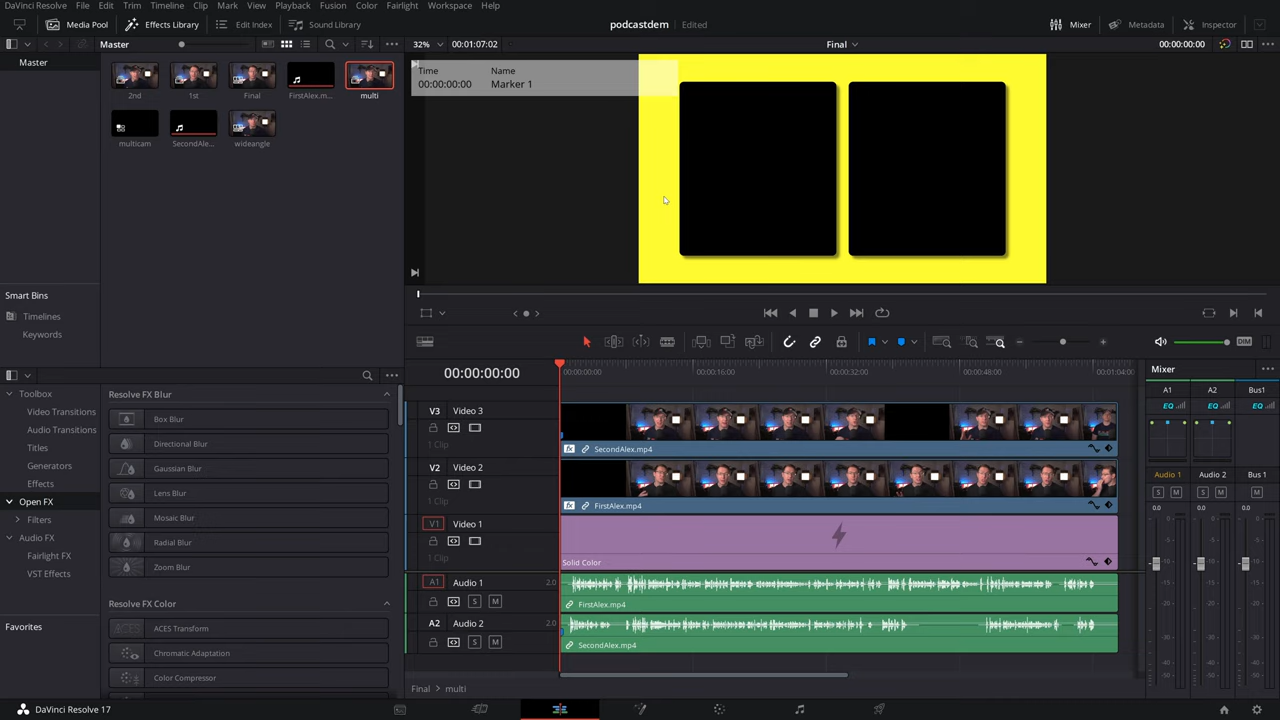 DaVinci Resolve File Edit Trim Timeline Clip Mark View Playback Fusion Color Fairlight Workspace Help
Media Pool Effects Library Edit Index Sound Library podcastdem Edited Mixer Metadata Inspector
Master 32% 00:01:07:02 Final 00:00:00:00
Master
Time Name
00:00:00:00 Marker 1
2nd 1st Final FirstAlex.m... multi
multicam SecondAle... wideangle
Smart Bins
Timelines
Keywords
Toolbox
Video Transitions
Audio Transitions
Titles
Generators
Effects
Open FX
Filters
Audio FX
Fairlight FX
VST Effects
Favorites
Resolve FX Blur
Box Blur
Directional Blur
Gaussian Blur
Lens Blur
Mosaic Blur
Radial Blur
Zoom Blur
Resolve FX Color
ACES Transform
Chromatic Adaptation
Color Compressor
DIM
00:00:00:00 00:00:00:00 00:00:16:00 00:00:32:00 00:00:48:00 00:01:04:00
V3 Video 3
1 Clip
SecondAlex.mp4
V2 Video 2
1 Clip
FirstAlex.mp4
V1 Video 1
1 Clip
Solid Color
A1 Audio 1 2.0
S M
FirstAlex.mp4
A2 Audio 2 2.0
S M
SecondAlex.mp4
Final > multi
Mixer
A1 A2 Bus1
EQ EQ EQ
Audio 1 Audio 2 Bus 1
S M S M M
0.0 0.0 0.0
DaVinci Resolve 17